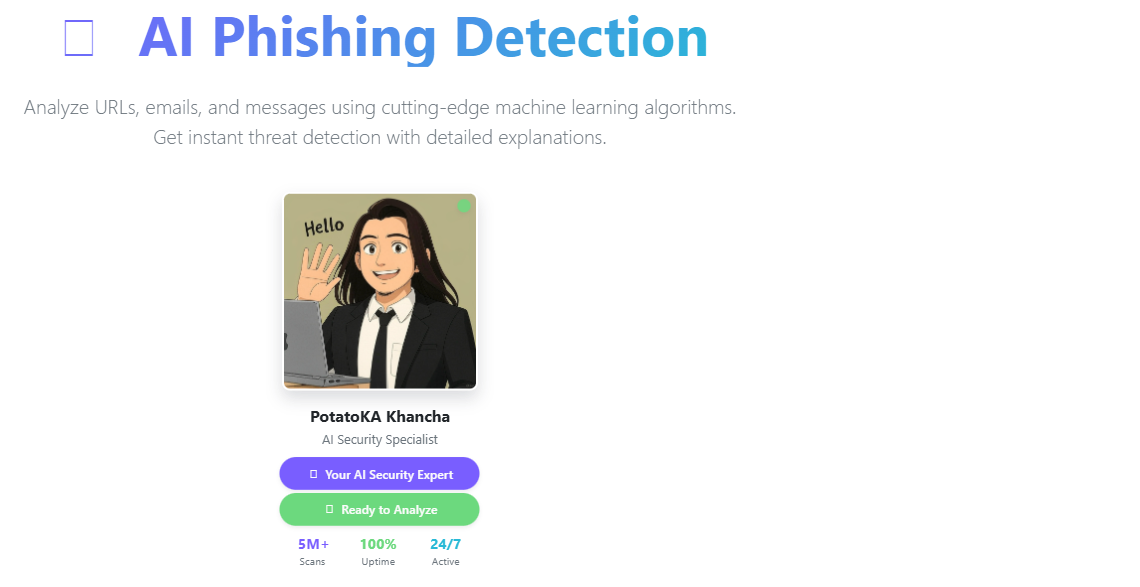 AI Phishing Detection
Analyze URLs, emails, and messages using cutting-edge machine learning algorithms.
Get instant threat detection with detailed explanations.
Hello
PotatoKA Khancha
AI Security Specialist
Your AI Security Expert
Ready to Analyze
5M+ 100% 24/7
Scans Uptime Active